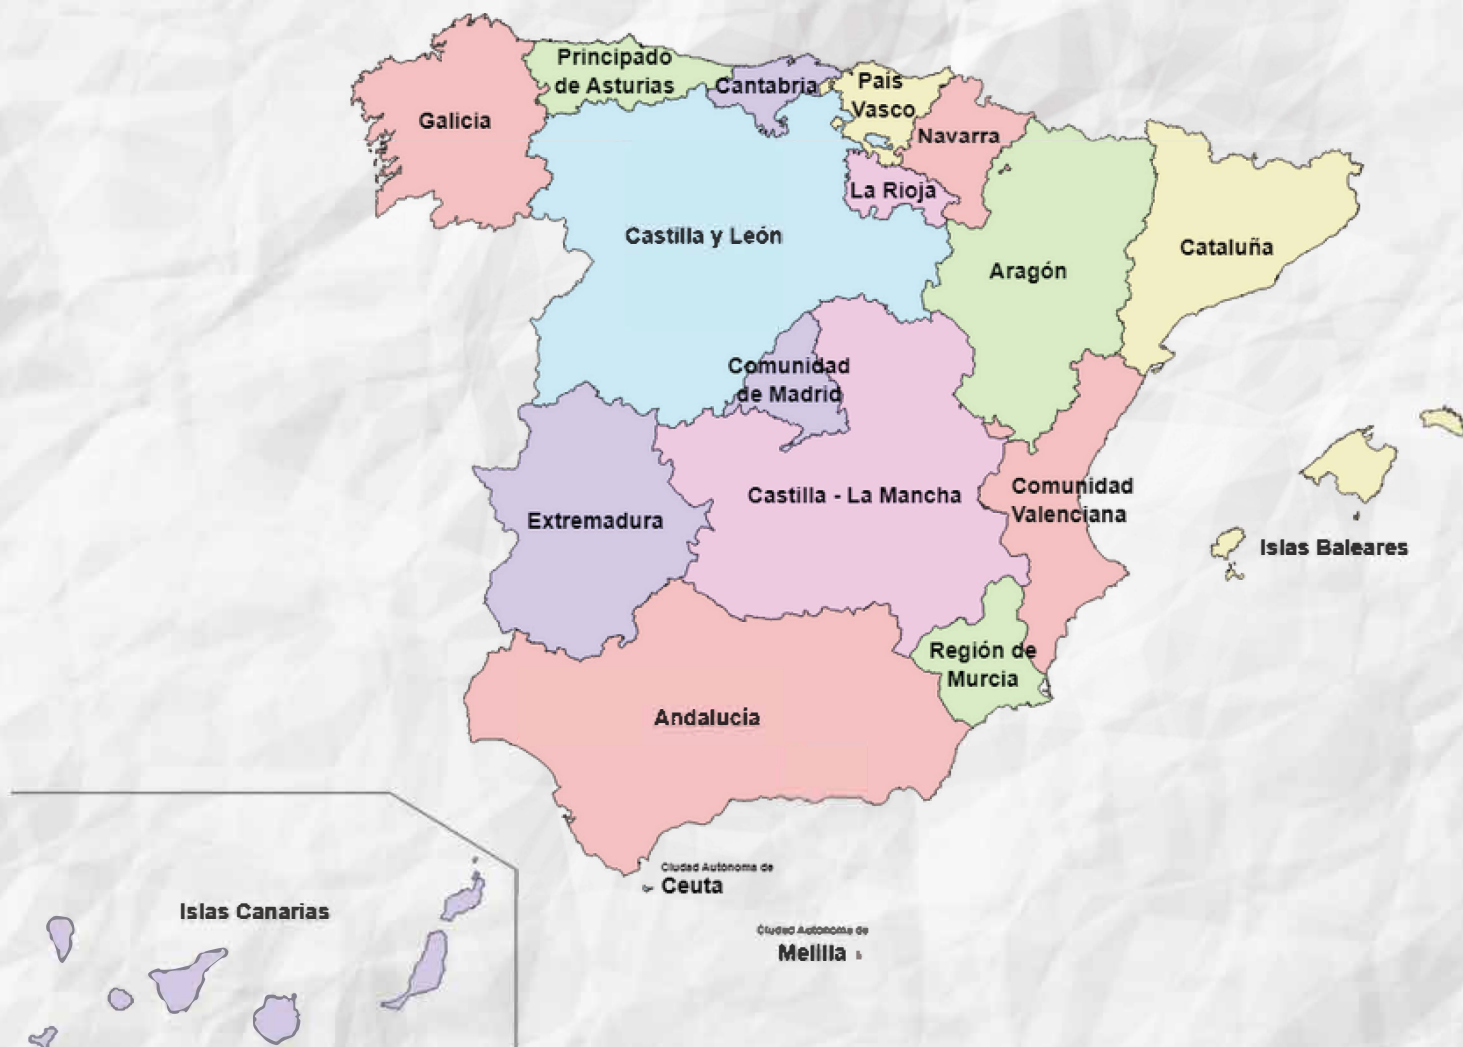 Principado
de Asturias
Cantabria
País
Vasco
Galicia
Navarra
La Rioja
Castilla y León
Aragón
Cataluña
Comunidad
de Madrid
Castilla - La Mancha
Comunidad
Valenciana
Extremadura
Islas Baleares
Región de
Murcia
Andalucía
Ciudad Autónoma de
Ceuta
Islas Canarias
Ciudad Autónoma de
Melilla